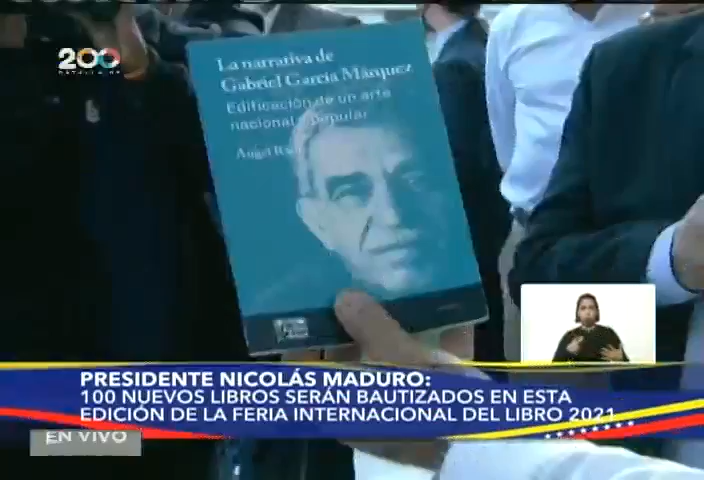 200
La narrativa de
Gabriel García Márquez
Edificación de un arte
nacional popular
Ángel
PRESIDENTE NICOLÁS MADURO:
100 NUEVOS LIBROS SERÁN BAUTIZADOS EN ESTA
EDICIÓN DE LA FERIA INTERNACIONAL DEL LIBRO 2021
EN VIVO